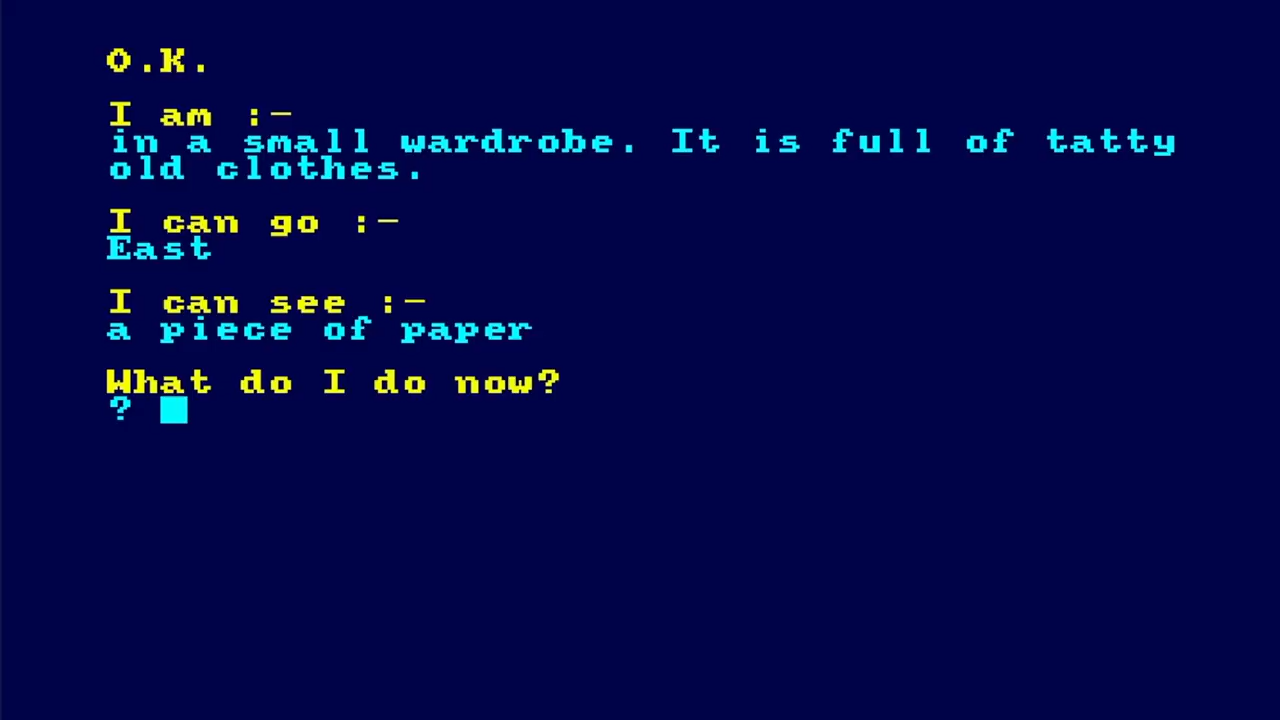 O.K.
I am :-
in a small wardrobe. It is full of tatty
old clothes.
I can go :-
East
I can see :-
a piece of paper
What do I do now?
?